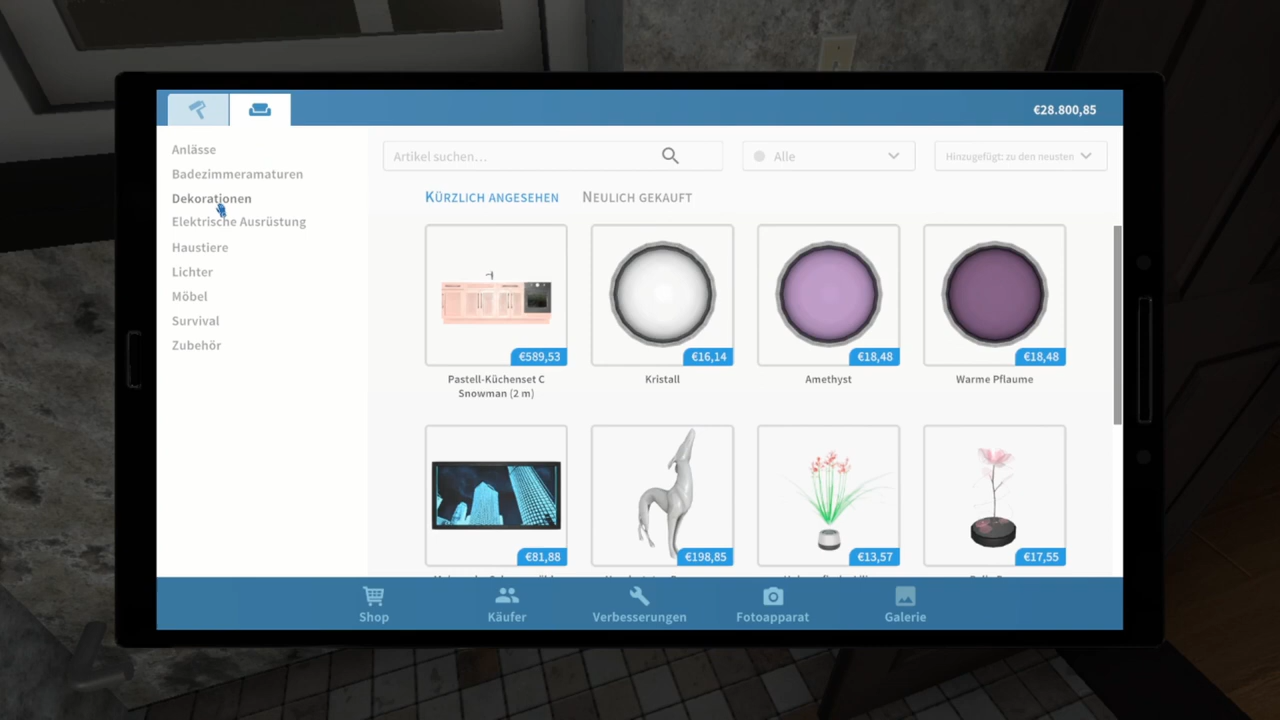 €28.800,85
Anlässe
Badezimmeramaturen
Dekorationen
Elektrische Ausrüstung
Haustiere
Lichter
Möbel
Survival
Zubehör
Artikel suchen...
Alle
Hinzugefügt: zu den neusten
KÜRZLICH ANGESEHEN
NEULICH GEKAUFT
€589,53
€16,14
€18,48
€18,48
Pastell-Küchenset C
Snowman (2 m)
Kristall
Amethyst
Warme Pflaume
€81,88
€198,85
€13,57
€17,55
Shop
Käufer
Verbesserungen
Fotoapparat
Galerie